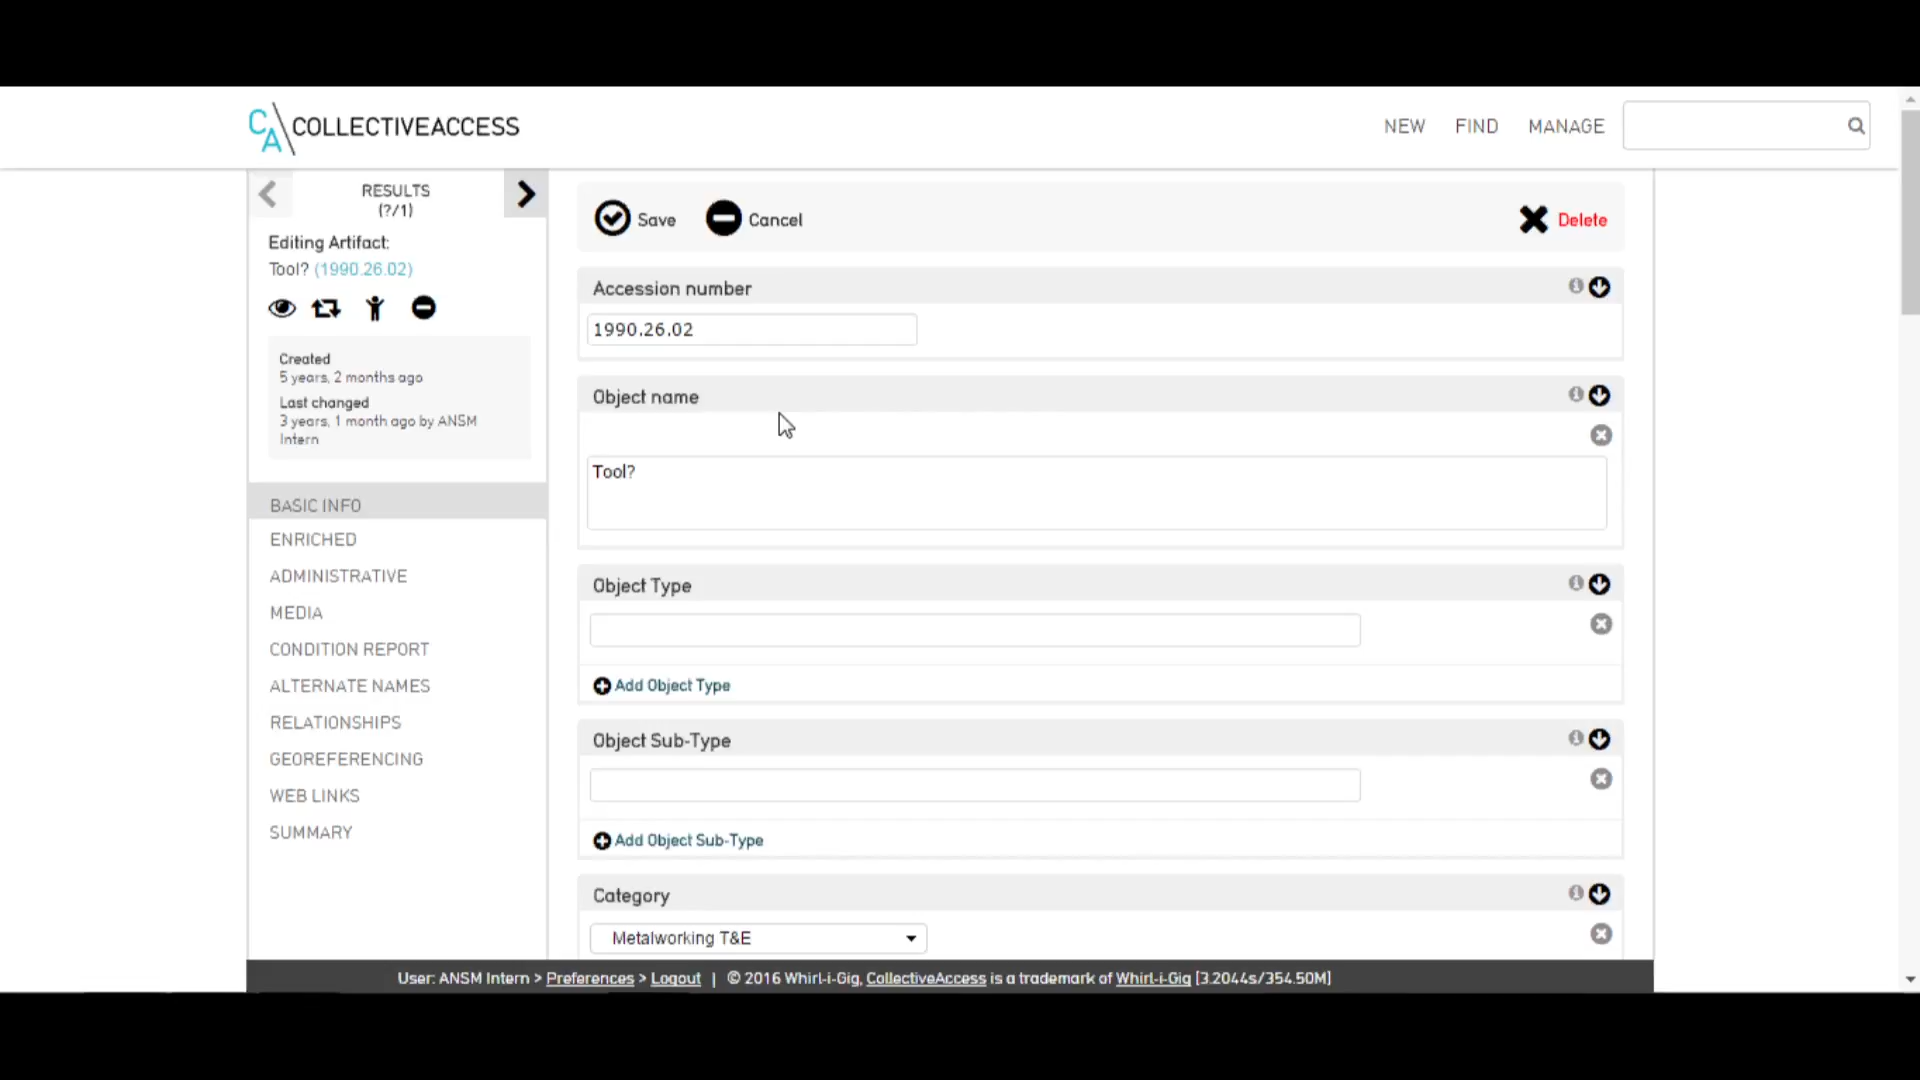 CA COLLECTIVEACCESS
NEW FIND MANAGE
RESULTS
(?/1)
Editing Artifact:
Tool? (1990.26.02)
Created
5 years, 2 months ago
Last changed
3 years, 1 month ago by ANSM
Intern
BASIC INFO
ENRICHED
ADMINISTRATIVE
MEDIA
CONDITION REPORT
ALTERNATE NAMES
RELATIONSHIPS
GEOREFERENCING
WEB LINKS
SUMMARY
Save Cancel Delete
Accession number
1990.26.02
Object name
Tool?
Object Type
Add Object Type
Object Sub-Type
Add Object Sub-Type
Category
Metalworking T&E
User: ANSM Intern > Preferences > Logout | © 2016 Whirl-i-Gig, CollectiveAccess is a trademark of Whirl-i-Gig [3.2044s/354.50M]